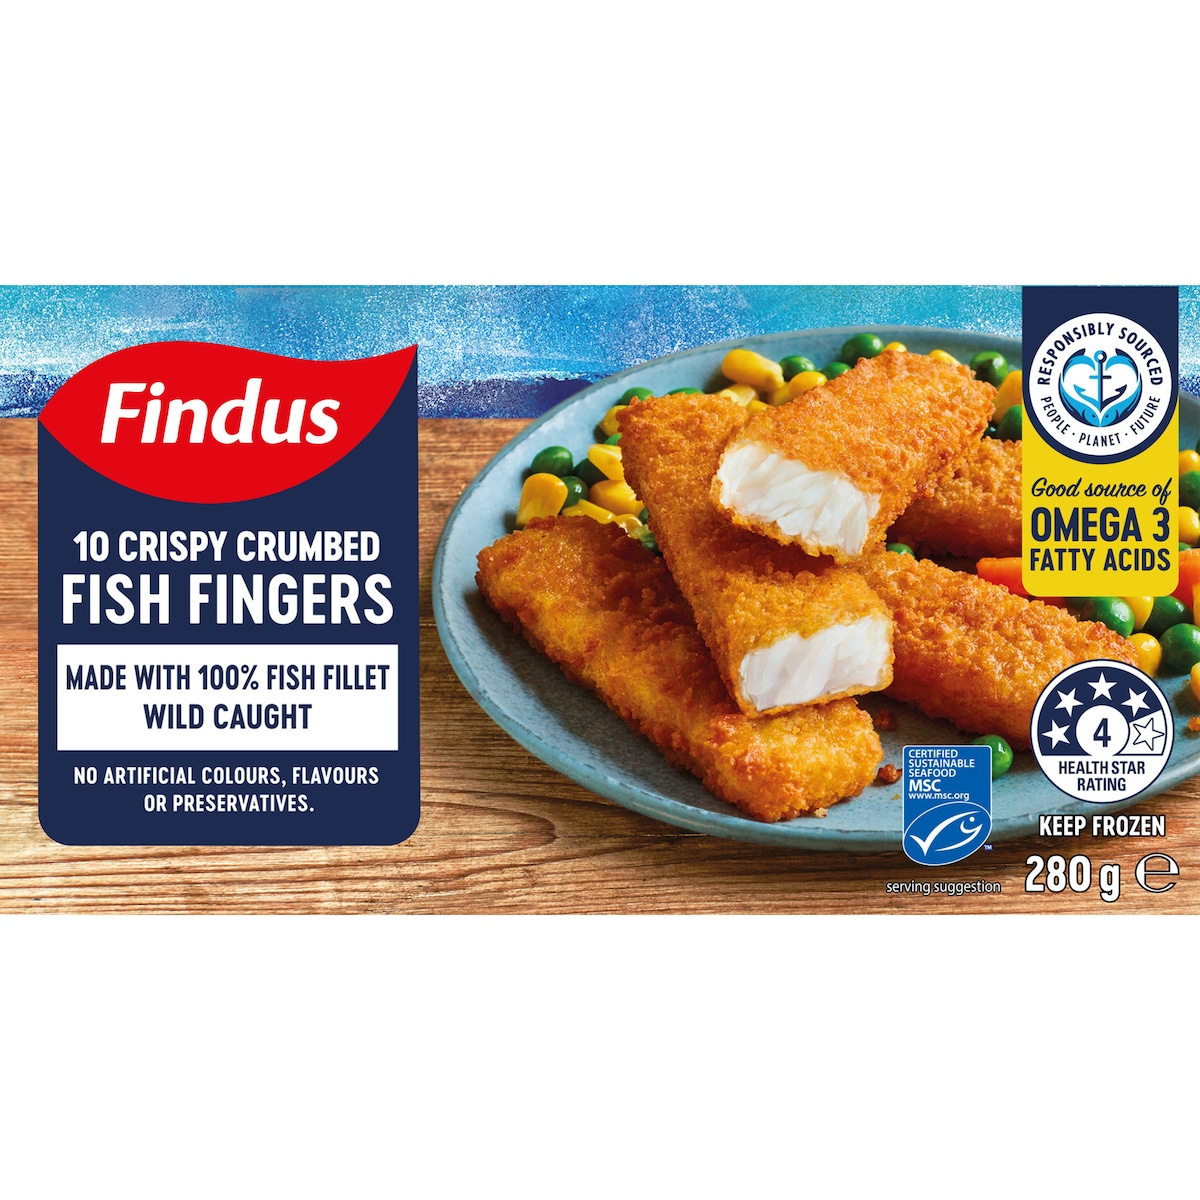 Findus
10 CRISPY CRUMBED
FISH FINGERS
MADE WITH 100% FISH FILLET
WILD CAUGHT
NO ARTIFICIAL COLOURS, FLAVOURS
OR PRESERVATIVES.
RESPONSIBLY SOURCED
PEOPLE · PLANET · FUTURE
Good source of
OMEGA 3
FATTY ACIDS
4
HEALTH STAR
RATING
CERTIFIED
SUSTAINABLE
SEAFOOD
MSC
www.msc.org
TM
serving suggestion
KEEP FROZEN
280 g ℮